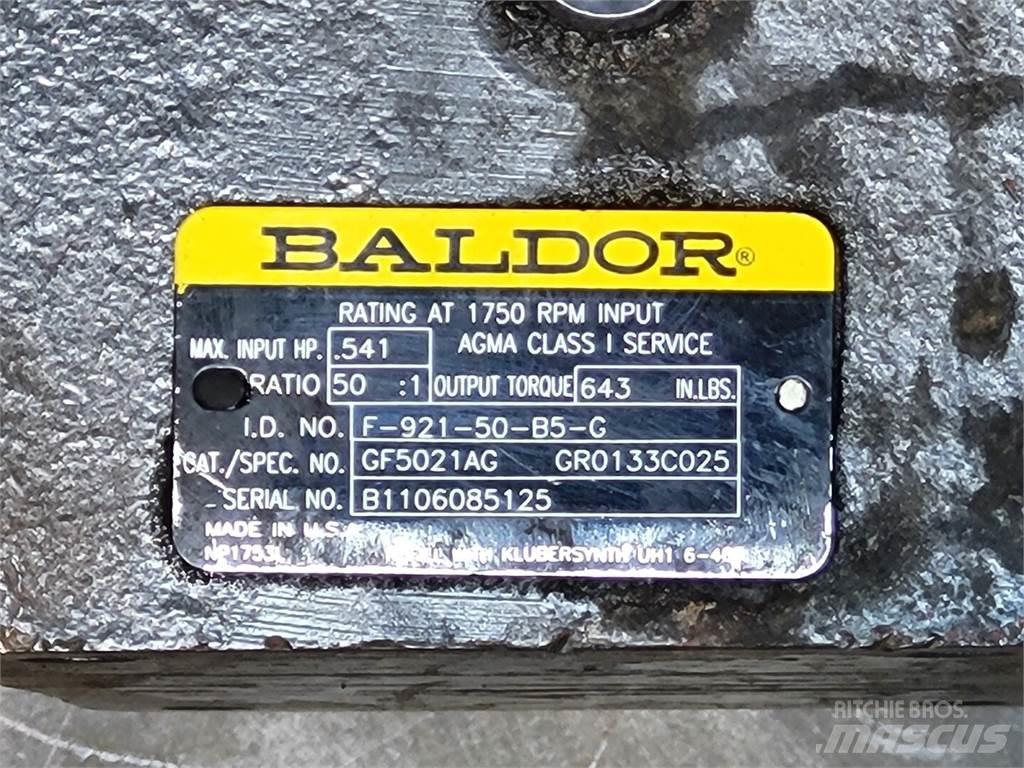 BALDOR®
RATING AT 1750 RPM INPUT
MAX. INPUT HP. .541 AGMA CLASS I SERVICE
RATIO 50 :1 OUTPUT TORQUE 643 IN.LBS.
I.D. NO. F-921-50-B5-G
CAT./SPEC. NO. GF5021AG GR0133C025
SERIAL NO. B1106085125
MADE IN U.S.A
NP1753L WITH KLUBERSYNTH UH1
RITCHIE BROS.
MASCUS